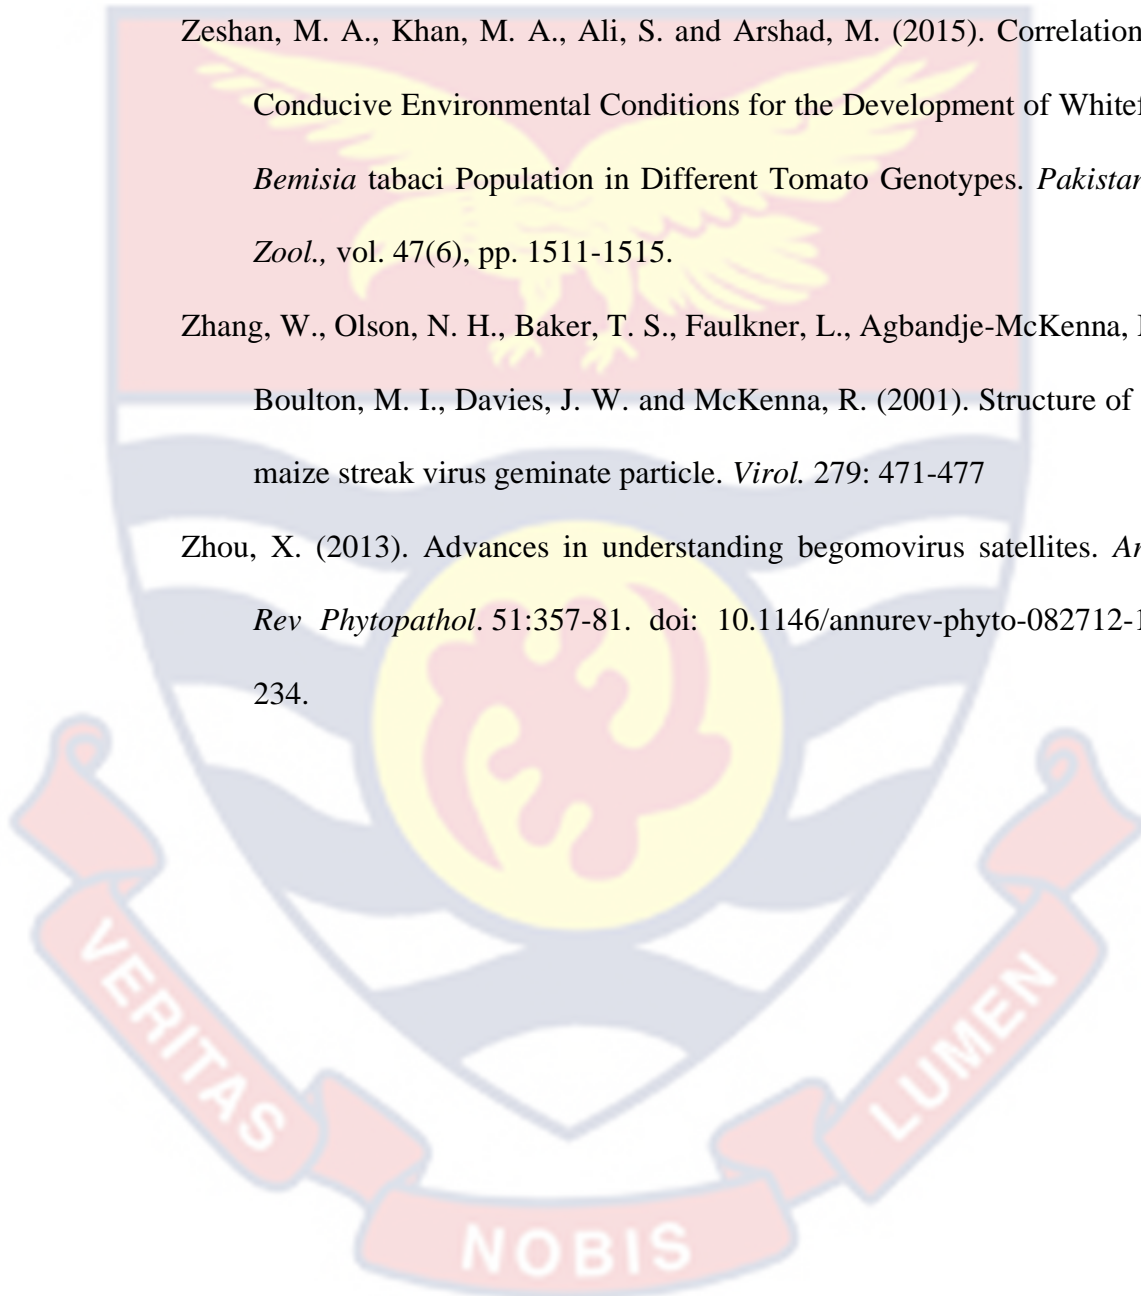 Zeshan, M. A., Khan, M. A., Ali, S. and Arshad, M. (2015). Correlation
Conducive Environmental Conditions for the Development of
Bemisia tabaci Population in Different Tomato Genotypes. Pakistan
Zool., vol. 47(6), pp. 1511-1515.
Zhang, W., Olson, N. H., Baker, T. S., Faulkner, L., Agbandje-McKenna,
Boulton, M. I., Davies, J. W. and McKenna, R. (2001). Structure of
maize streak virus geminate particle. Virol. 279: 471-477
Zhou, X. (2013). Advances in understanding begomovirus satellites.
Rev Phytopathol. 51:357-81. doi: 10.1146/annurev-phyto-082712-1
234.
VERITAS
NOBIS
LUMEN